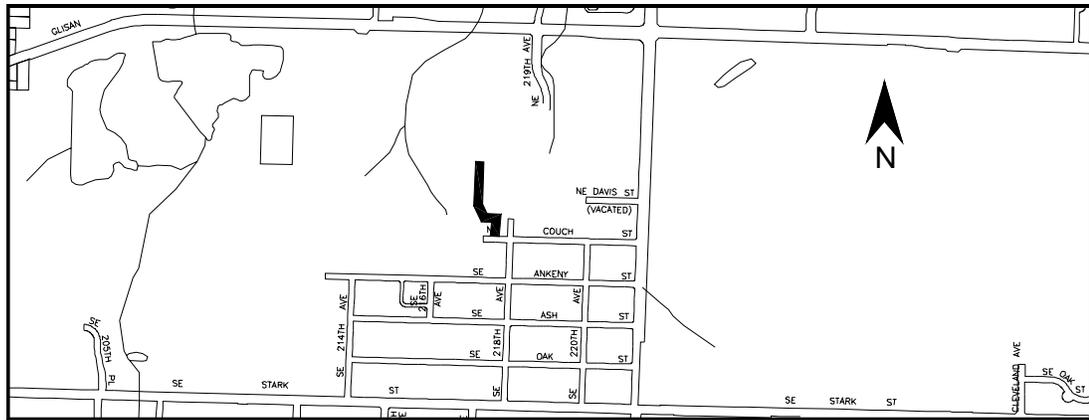 GLISAN
NE 219TH AVE
N
NE DAVIS ST
(VACATED)
COUCH ST
SE ANKENY ST
SE 216TH AVE
SE ASH ST
SE OAK ST
SE 214TH AVE
SE 218TH AVE
SE 220TH AVE
SE 205TH PL
SE STARK ST
SE STARK ST
CLEVELAND AVE
SE OAK ST